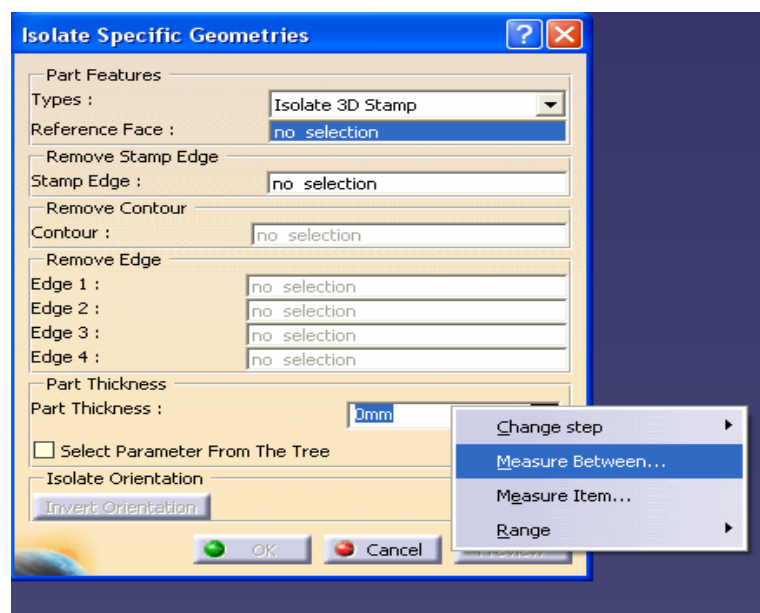 Isolate Specific Geometries
Part Features
Types : Isolate 3D Stamp
Reference Face : no selection
Remove Stamp Edge
Stamp Edge : no selection
Remove Contour
Contour : no selection
Remove Edge
Edge 1 : no selection
Edge 2 : no selection
Edge 3 : no selection
Edge 4 : no selection
Part Thickness
Part Thickness : 0mm
Select Parameter From The Tree
Isolate Orientation
Invert Orientation
OK Cancel
Change step
Measure Between...
Measure Item...
Range